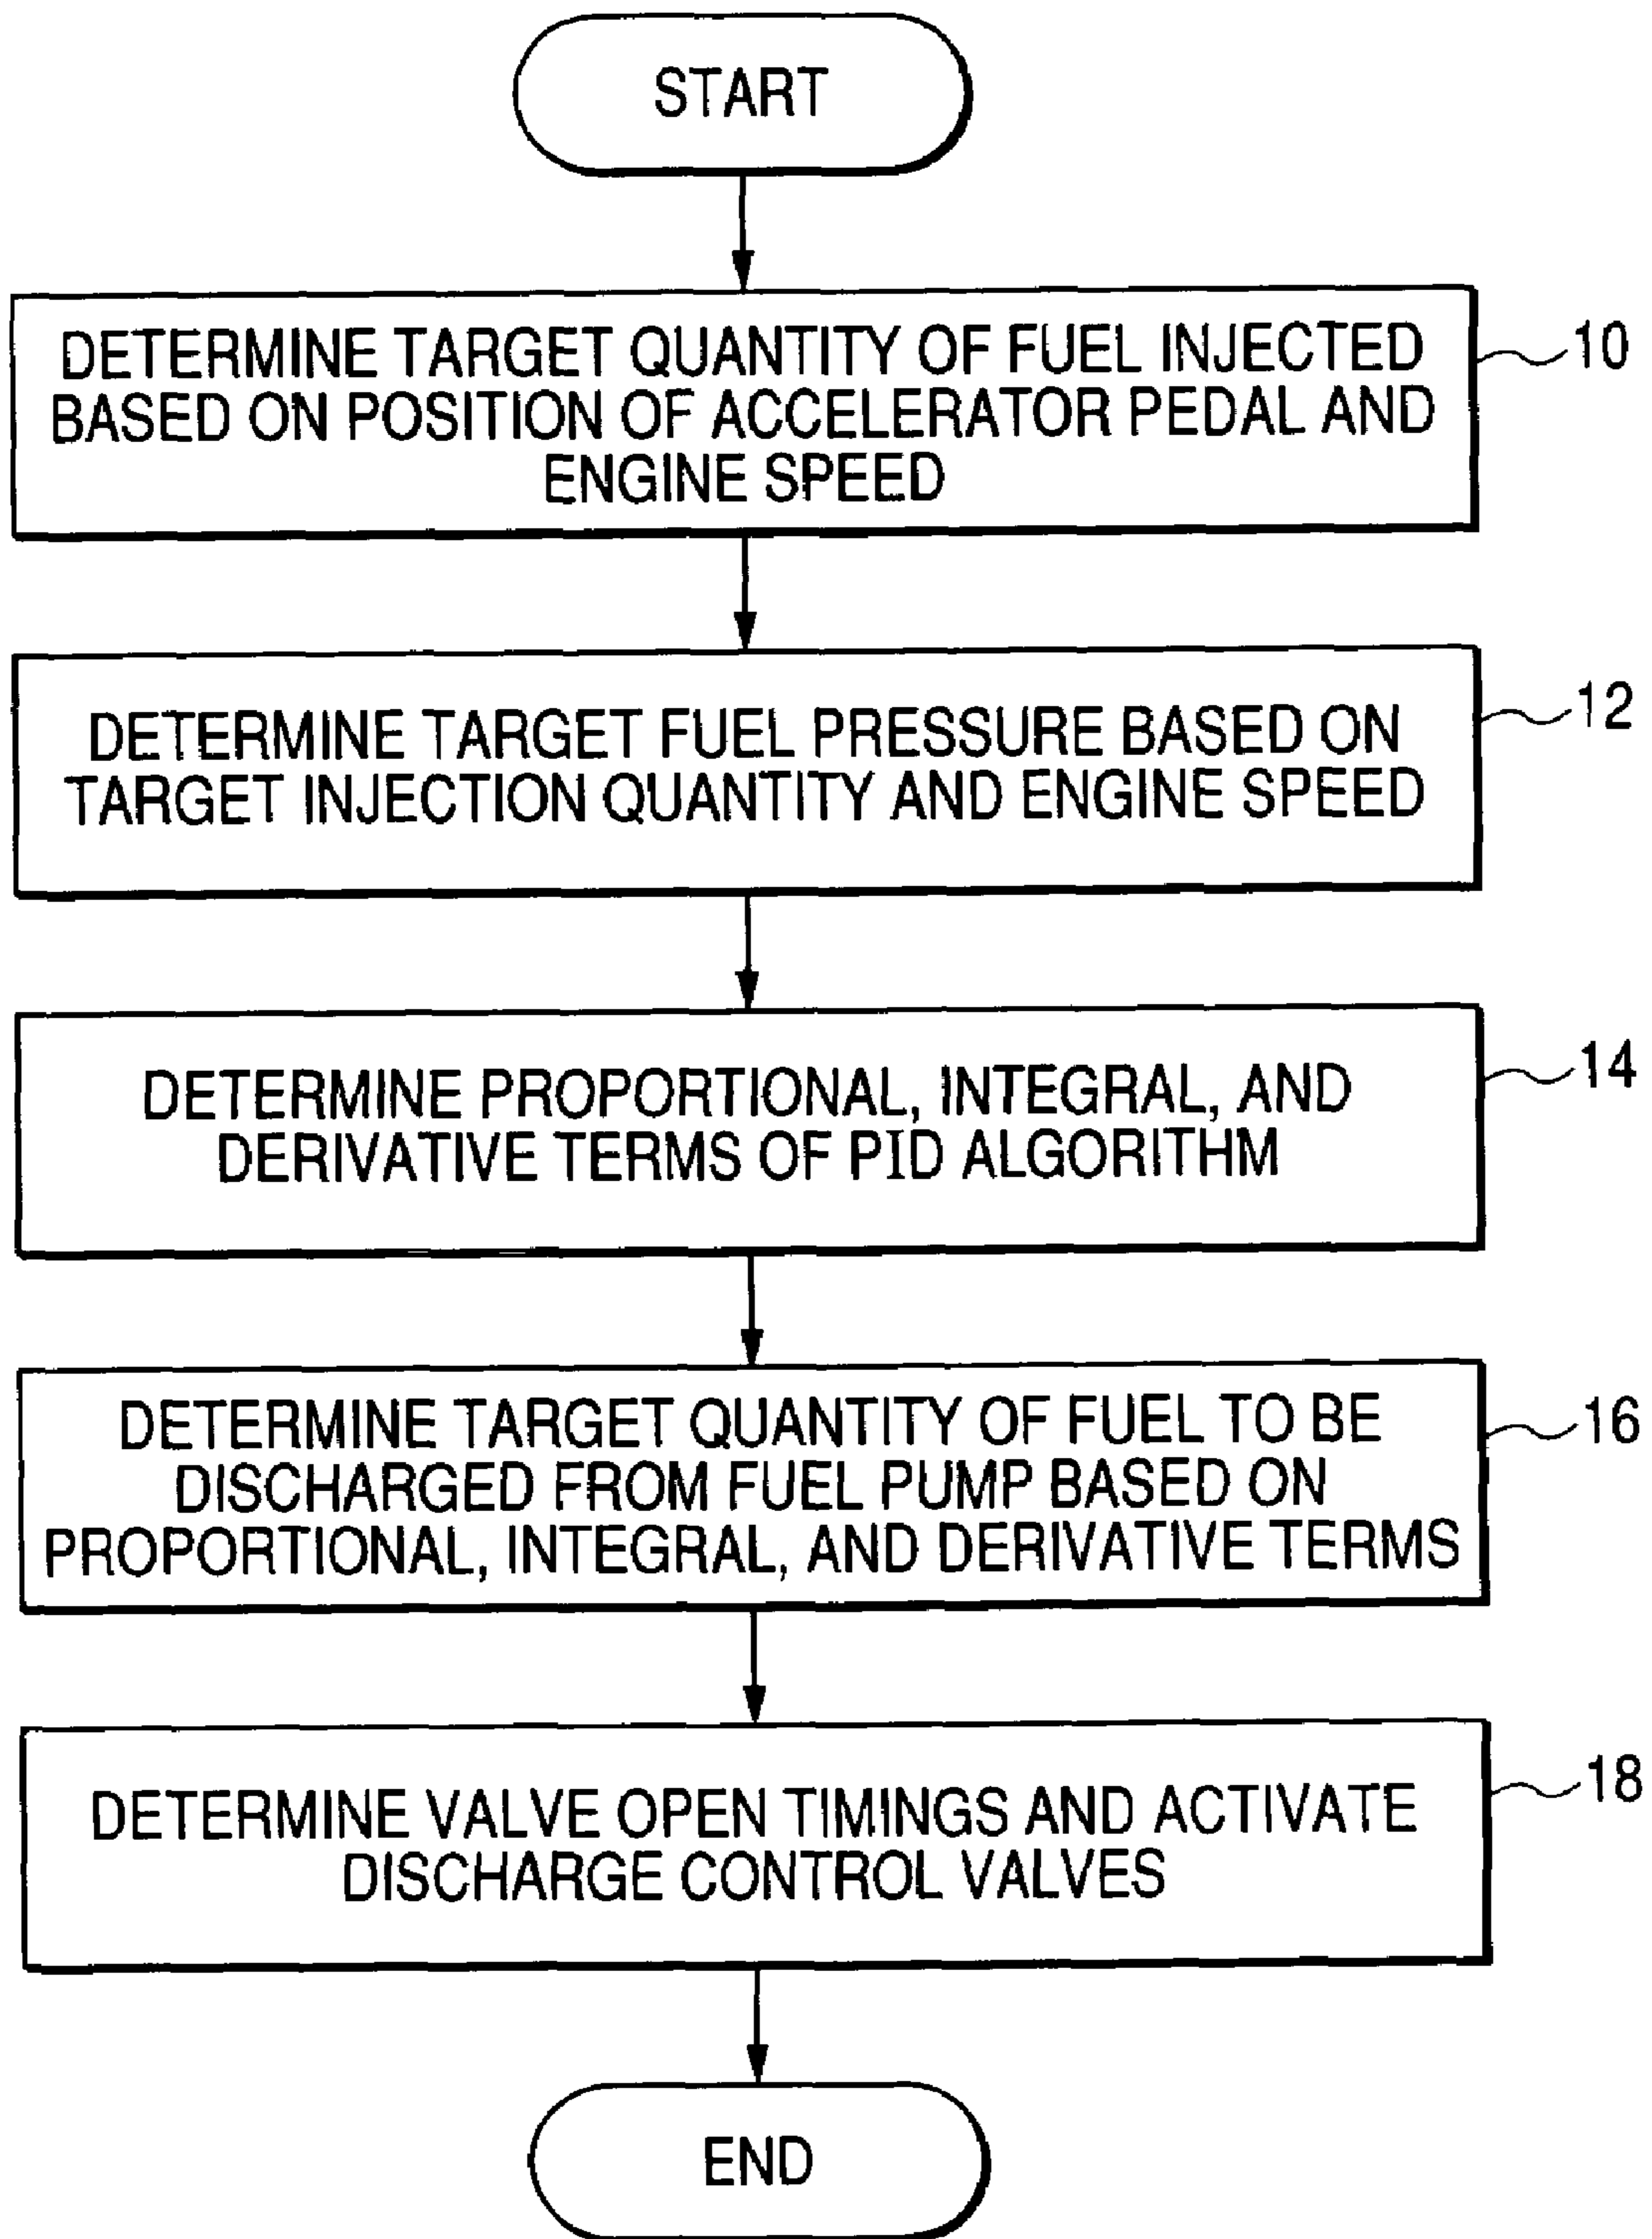 START
DETERMINE TARGET QUANTITY OF FUEL INJECTED
BASED ON POSITION OF ACCELERATOR PEDAL AND
ENGINE SPEED
10
DETERMINE TARGET FUEL PRESSURE BASED ON
TARGET INJECTION QUANTITY AND ENGINE SPEED
12
DETERMINE PROPORTIONAL, INTEGRAL, AND
DERIVATIVE TERMS OF PID ALGORITHM
14
DETERMINE TARGET QUANTITY OF FUEL TO BE
DISCHARGED FROM FUEL PUMP BASED ON
PROPORTIONAL, INTEGRAL, AND DERIVATIVE TERMS
16
DETERMINE VALVE OPEN TIMINGS AND ACTIVATE
DISCHARGE CONTROL VALVES
18
END